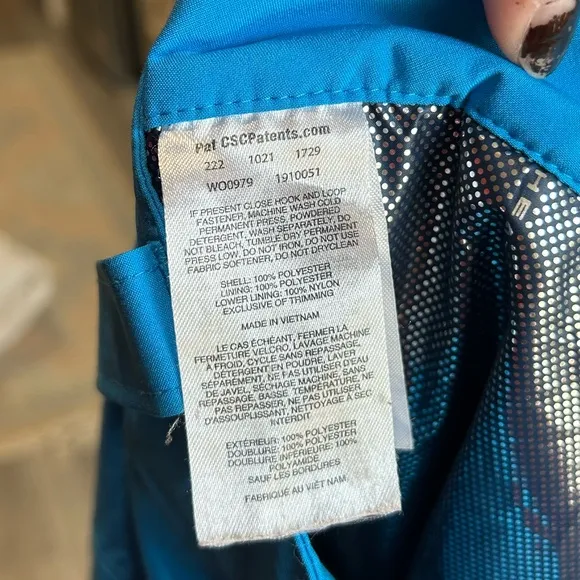 Pat CSCPatents.com
222 1021 1729
WO0979 1910051
IF PRESENT CLOSE HOOK AND LOOP
FASTENER, MACHINE WASH COLD
PERMANENT PRESS, POWDERED
DETERGENT, WASH SEPARATELY, DO
NOT BLEACH, TUMBLE DRY PERMANENT
PRESS LOW, DO NOT IRON, DO NOT USE
FABRIC SOFTENER, DO NOT DRYCLEAN
SHELL: 100% POLYESTER
LINING: 100% POLYESTER
LOWER LINING: 100% NYLON
EXCLUSIVE OF TRIMMING
MADE IN VIETNAM
LE CAS ÉCHÉANT, FERMER LA
FERMETURE VELCRO, LAVAGE MACHINE
À FROID, CYCLE SANS REPASSAGE,
DÉTERGENT EN POUDRE, LAVER
SÉPARÉMENT, NE PAS UTILISER D'EAU
DE JAVEL, SÉCHAGE MACHINE SANS
REPASSAGE, BASSE TEMPÉRATURE, NE
PAS REPASSER, NE PAS UTILISER
D'ASSOUPLISSANT, NETTOYAGE À SEC
INTERDIT
EXTÉRIEUR: 100% POLYESTER
DOUBLURE: 100% POLYESTER
DOUBLURE INFÉRIEURE: 100%
POLYAMIDE
SAUF LES BORDURES
FABRIQUÉ AU VIÊT NAM